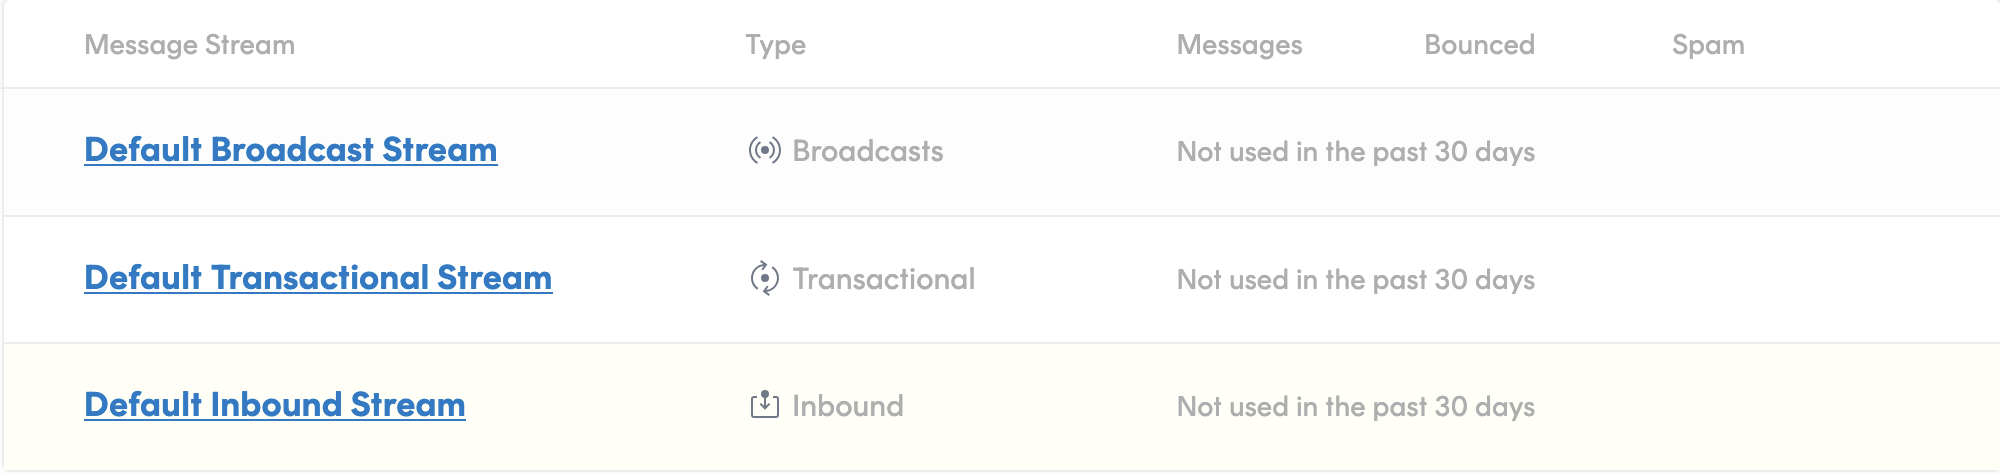 Message Stream Type Messages Bounced Spam
Default Broadcast Stream Broadcasts Not used in the past 30 days
Default Transactional Stream Transactional Not used in the past 30 days
Default Inbound Stream Inbound Not used in the past 30 days